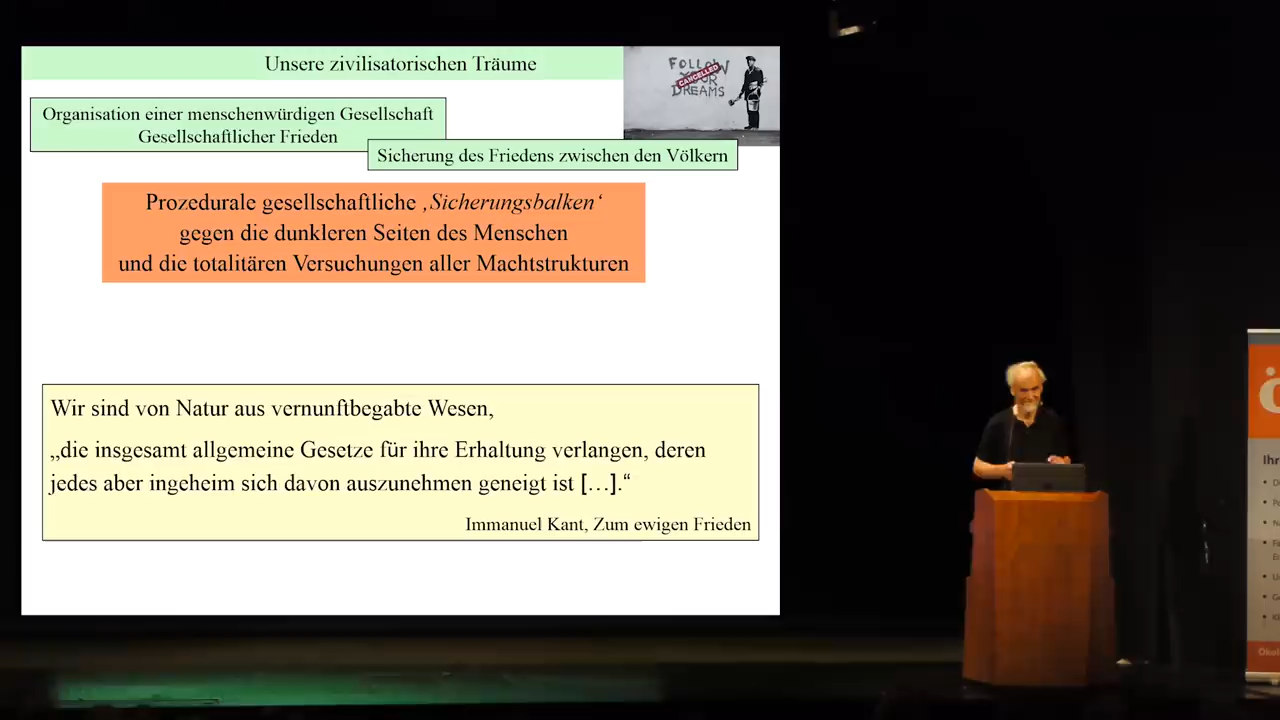 Unsere zivilisatorischen Träume
FOLLOW
YOUR
DREAMS
CANCELLED
Organisation einer menschenwürdigen Gesellschaft
Gesellschaftlicher Frieden
Sicherung des Friedens zwischen den Völkern
Prozedurale gesellschaftliche ‚Sicherungsbalken‘
gegen die dunkleren Seiten des Menschen
und die totalitären Versuchungen aller Machtstrukturen
Wir sind von Natur aus vernunftbegabte Wesen,
„die insgesamt allgemeine Gesetze für ihre Erhaltung verlangen, deren
jedes aber ingeheim sich davon auszunehmen geneigt ist […].“
Immanuel Kant, Zum ewigen Frieden
ö
Ihr